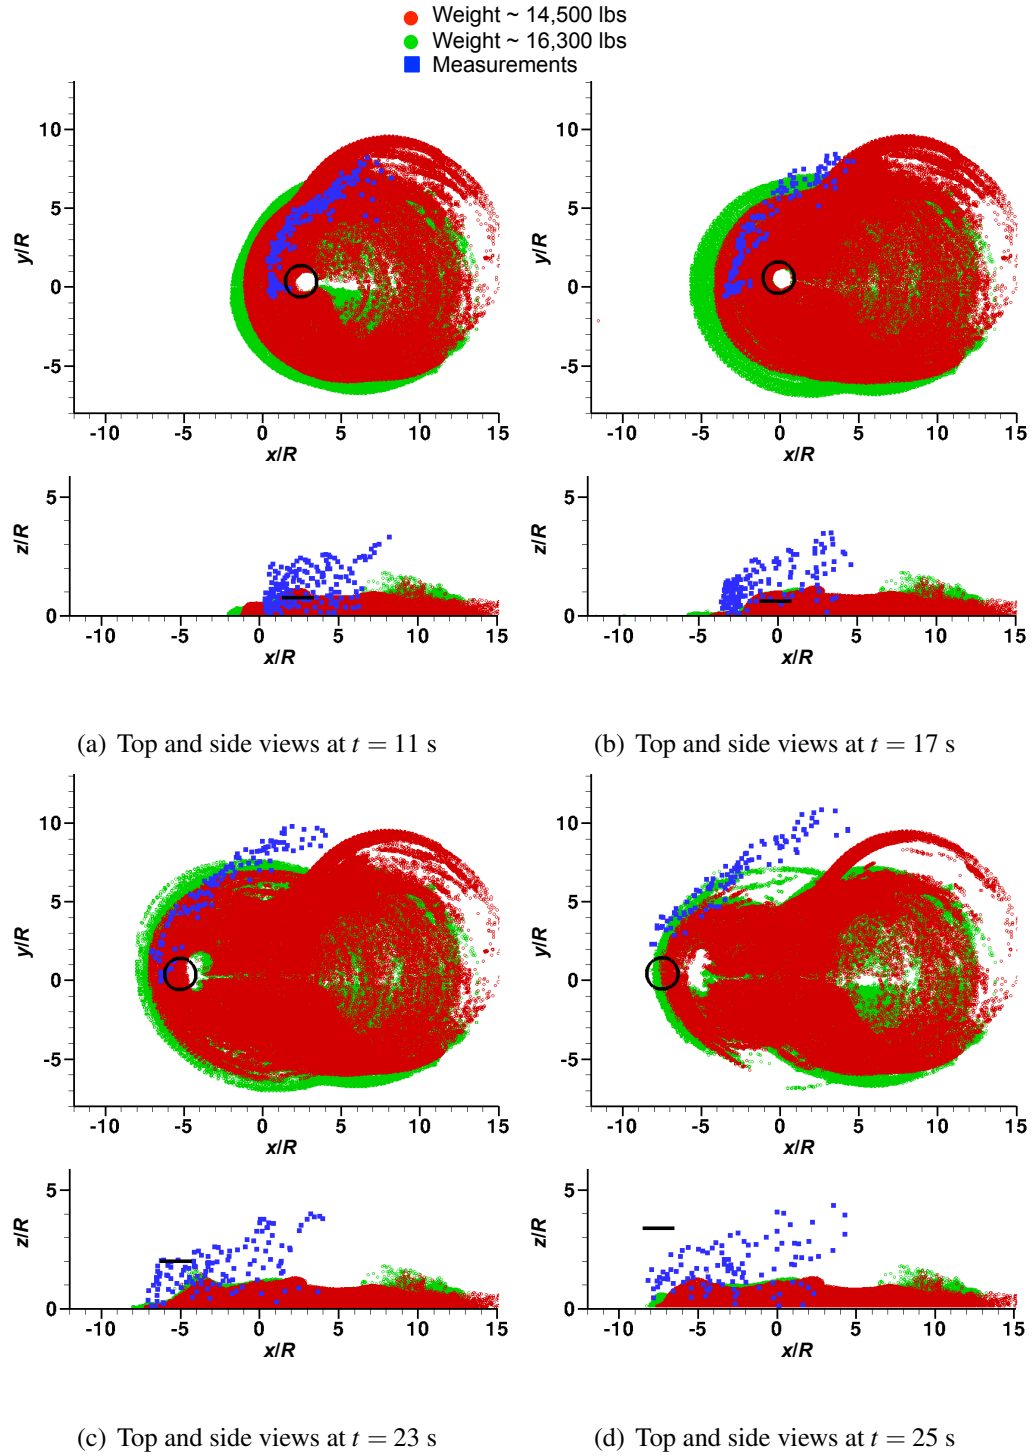 Weight ~ 14,500 lbs
Weight ~ 16,300 lbs
Measurements
10
5
0
-5
y/R
-10 -5 0 5 10 15
x/R
10
5
0
-5
y/R
-10 -5 0 5 10 15
x/R
5
0
z/R
-10 -5 0 5 10 15
x/R
5
0
z/R
-10 -5 0 5 10 15
x/R
(a) Top and side views at t = 11 s
(b) Top and side views at t = 17 s
10
5
0
-5
y/R
-10 -5 0 5 10 15
x/R
10
5
0
-5
y/R
-10 -5 0 5 10 15
x/R
5
0
z/R
-10 -5 0 5 10 15
x/R
5
0
z/R
-10 -5 0 5 10 15
x/R
(c) Top and side views at t = 23 s
(d) Top and side views at t = 25 s